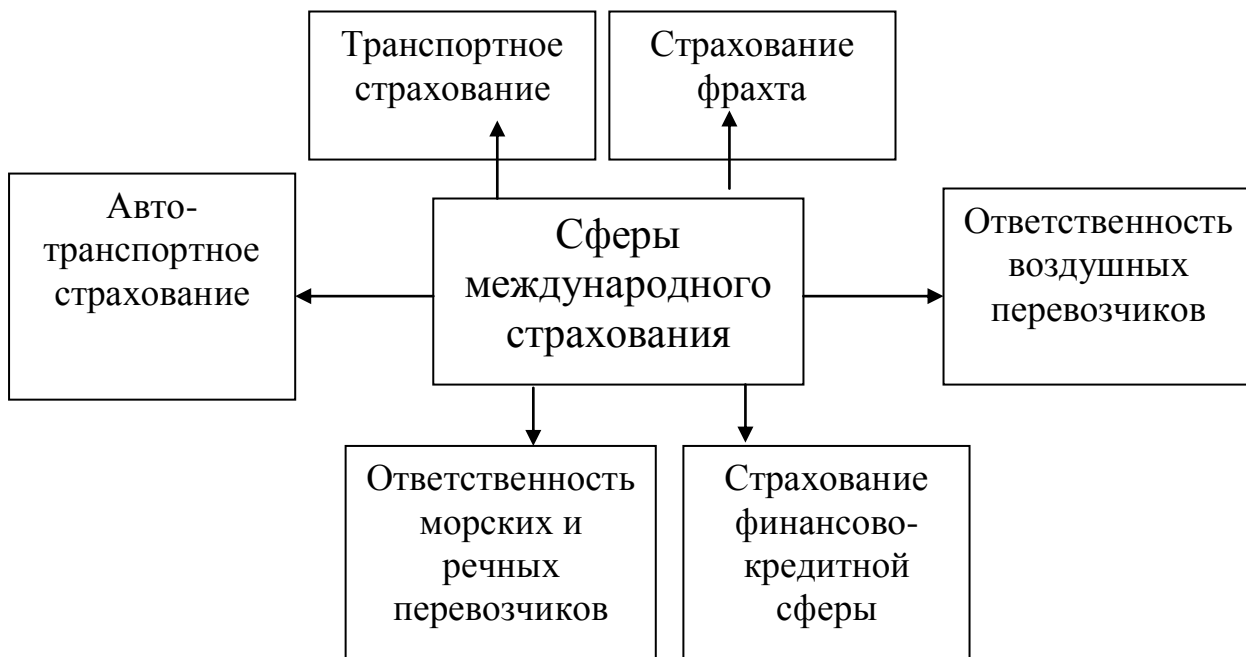 Транспортное
страхование
Страхование
фрахта
Авто-
транспортное
страхование
Сферы
международного
страхования
Ответственность
воздушных
перевозчиков
Ответственность
морских и
речных
перевозчиков
Страхование
финансово-
кредитной
сферы